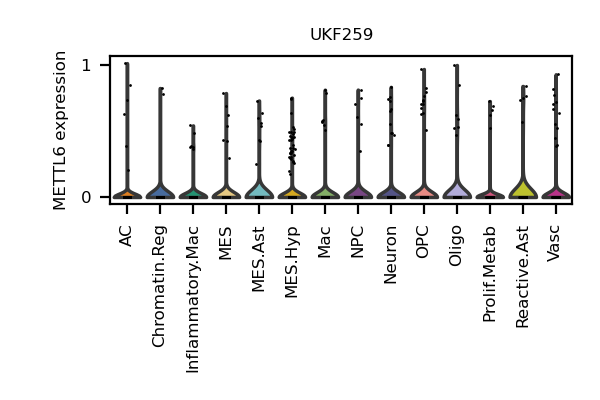 UKF259
METTL6 expression
1
0
AC
Chromatin.Reg
Inflammatory.Mac
MES
MES.Ast
MES.Hyp
Mac
NPC
Neuron
OPC
Oligo
Prolif.Metab
Reactive.Ast
Vasc